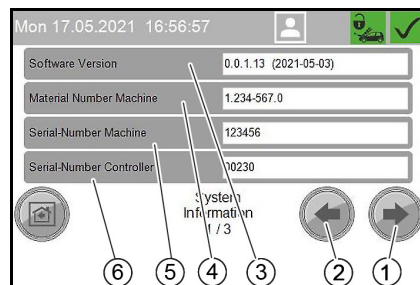 Mon 17.05.2021 16:56:57
Software Version 0.0.1.13 (2021-05-03)
Material Number Machine 1.234-567.0
Serial-Number Machine 123456
Serial-Number Controller 00230
System
Information
1 / 3
6 5 4 3 2 1